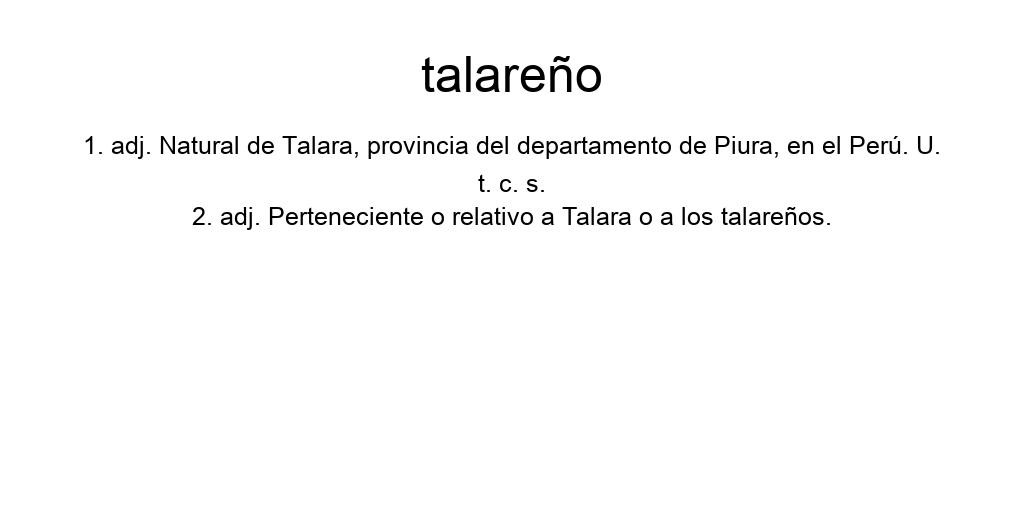 talareño
1. adj. Natural de Talara, provincia del departamento de Piura, en el Perú. U.
t. c. s.
2. adj. Perteneciente o relativo a Talara o a los talareños.